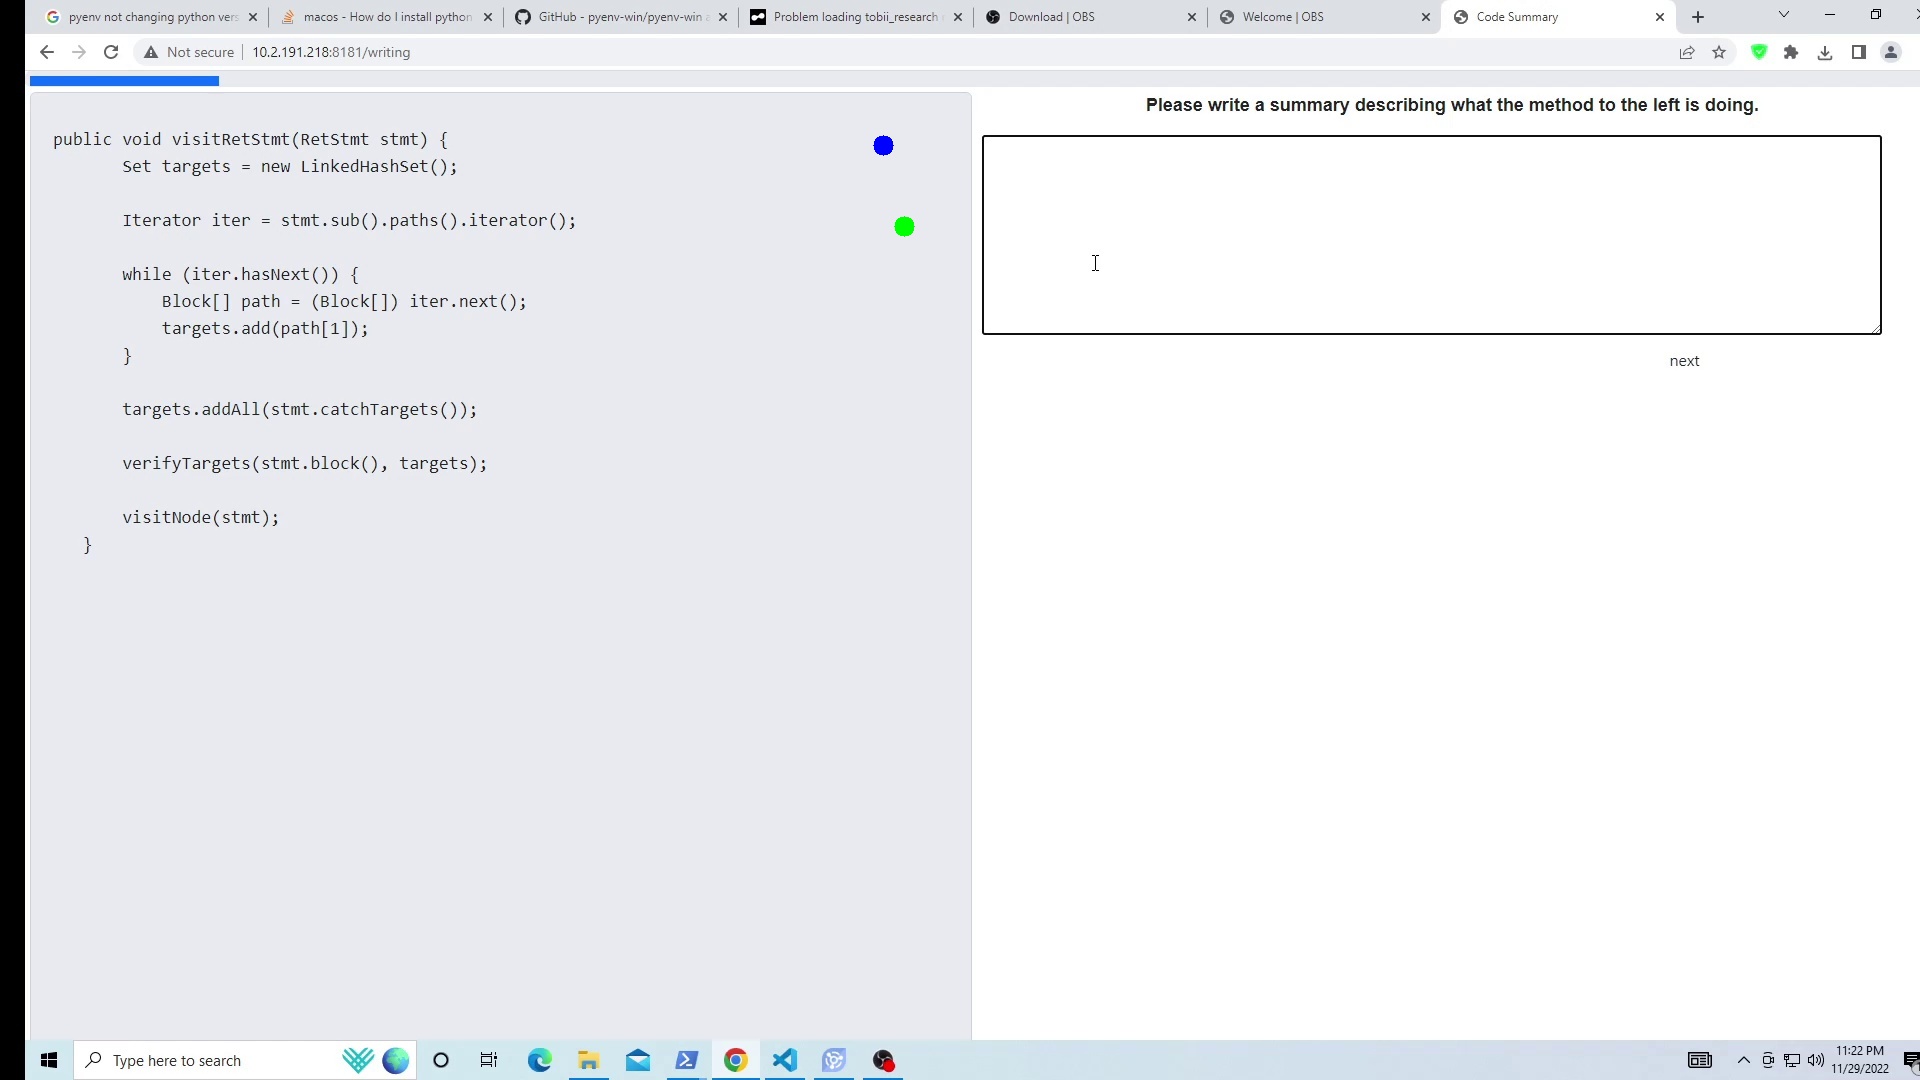 pyenv not changing python vers
macos - How do I install python
GitHub - pyenv-win/pyenv-win
Problem loading tobii_research
Download | OBS
Welcome | OBS
Code Summary
Not secure
10.2.191.218:8181/writing
public void visitRetStmt(RetStmt stmt) {
Set targets = new LinkedHashSet();
Iterator iter = stmt.sub().paths().iterator();
while (iter.hasNext()) {
Block[] path = (Block[]) iter.next();
targets.add(path[1]);
}
targets.addAll(stmt.catchTargets());
verifyTargets(stmt.block(), targets);
visitNode(stmt);
}
Please write a summary describing what the method to the left is doing.
next
Type here to search
11:22 PM
11/29/2022